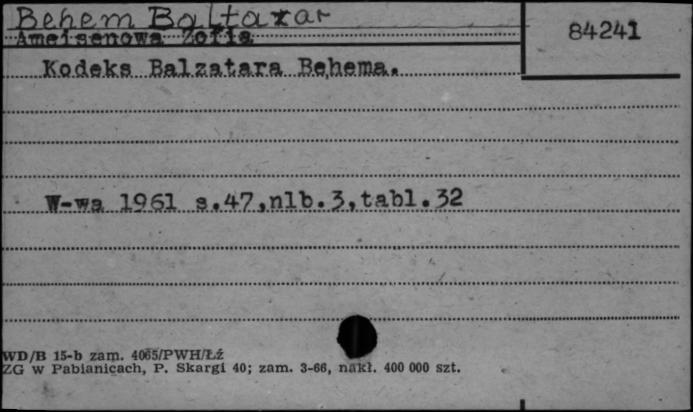 Behem Baltazar
84241
Ameisenowa Zofia
Kodeks Balzatara Behema.
W-wa 1961 s.47,nlb.3,tabl.32
WD/B 15-b zam. 4065/PWH/Łź
ZG w Pabianicach, P. Skargi 40; zam. 3-66, nakł. 400 000 szt.